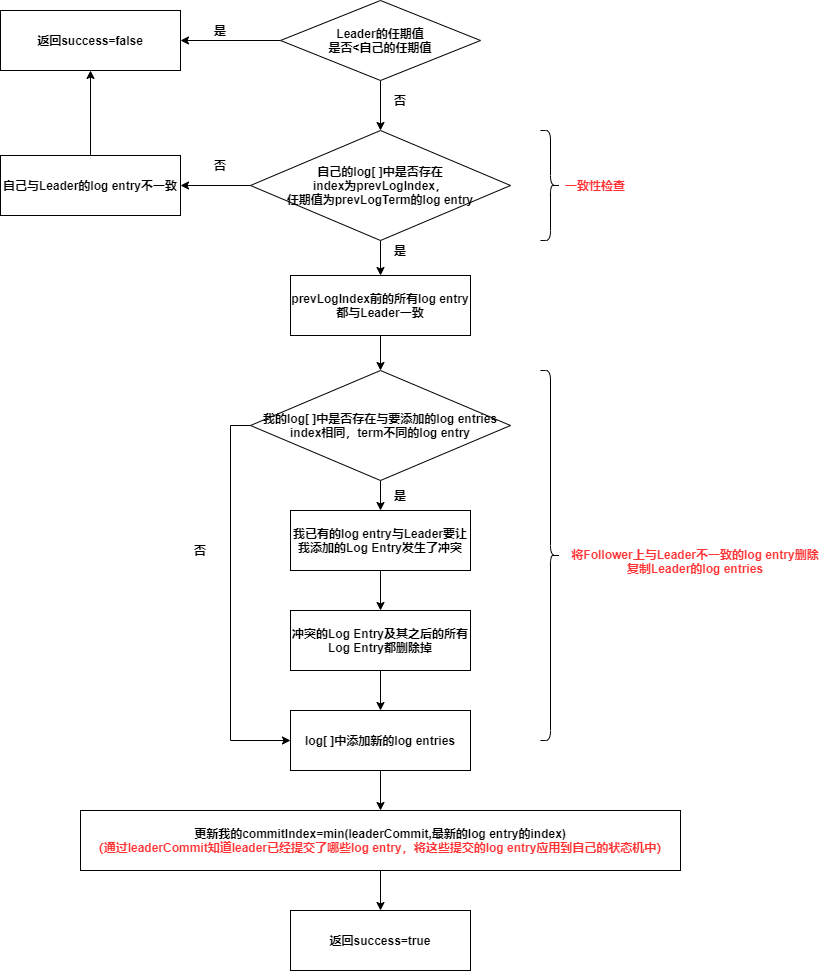 Leader的任期值
是否<自己的任期值
是
返回success=false
否
自己的log[ ]中是否存在
index为prevLogIndex,
任期值为prevLogTerm的log entry
一致性检查
否
自己与Leader的log entry不一致
是
prevLogIndex前的所有log entry
都与Leader一致
我的log[ ]中是否存在与要添加的log entries
index相同，term不同的log entry
是
我已有的log entry与Leader要让
我添加的Log Entry发生了冲突
否
将Follower上与Leader不一致的log entry删除
复制Leader的log entries
冲突的Log Entry及其之后的所有
Log Entry都删除掉
log[ ]中添加新的log entries
更新我的commitIndex=min(leaderCommit,最新的log entry的index)
(通过leaderCommit知道leader已经提交了哪些log entry，将这些提交的log entry应用到自己的状态机中)
返回success=true